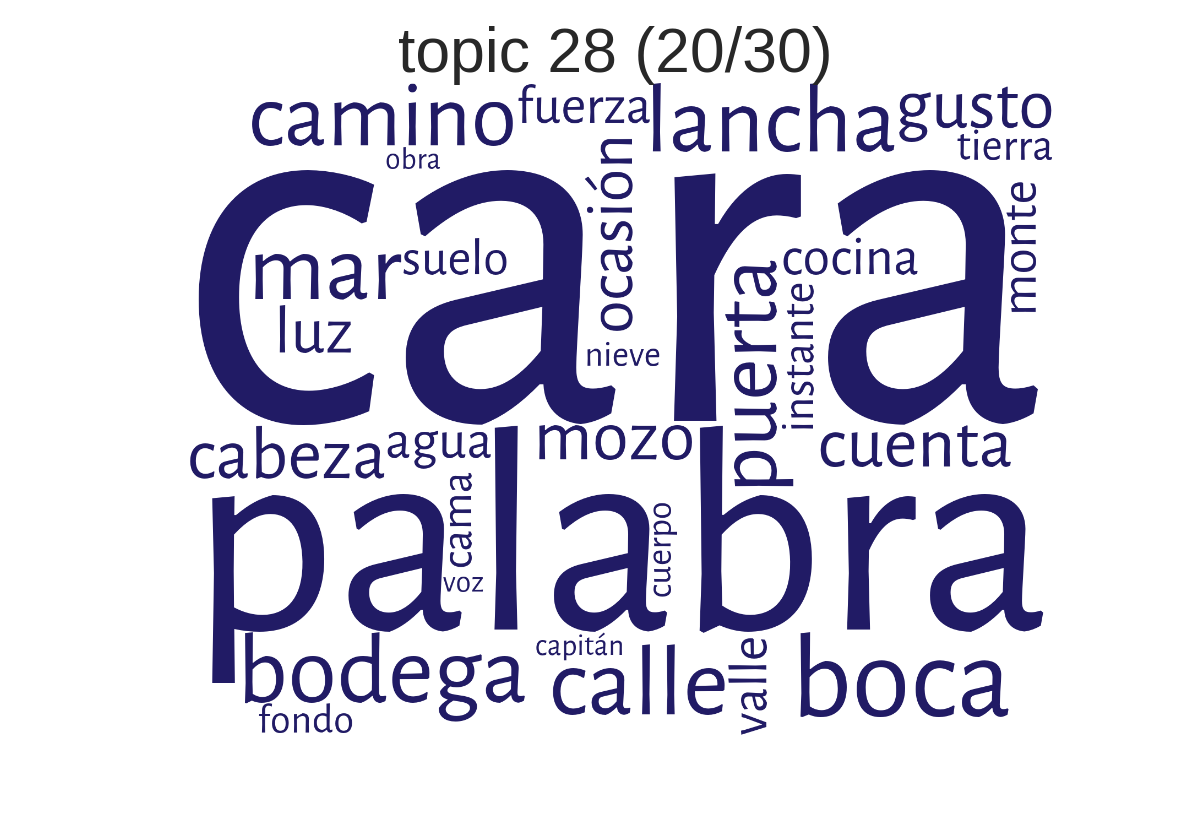 topic 28 (20/30)
camino fuerza lancha gusto
obra tierra
cara
mar suelo ocasión cocina monte
luz nieve puerta instante
cabeza agua mozo cuenta
palabra
cama voz cuerpo
bodega capitán calle valle boca
fondo